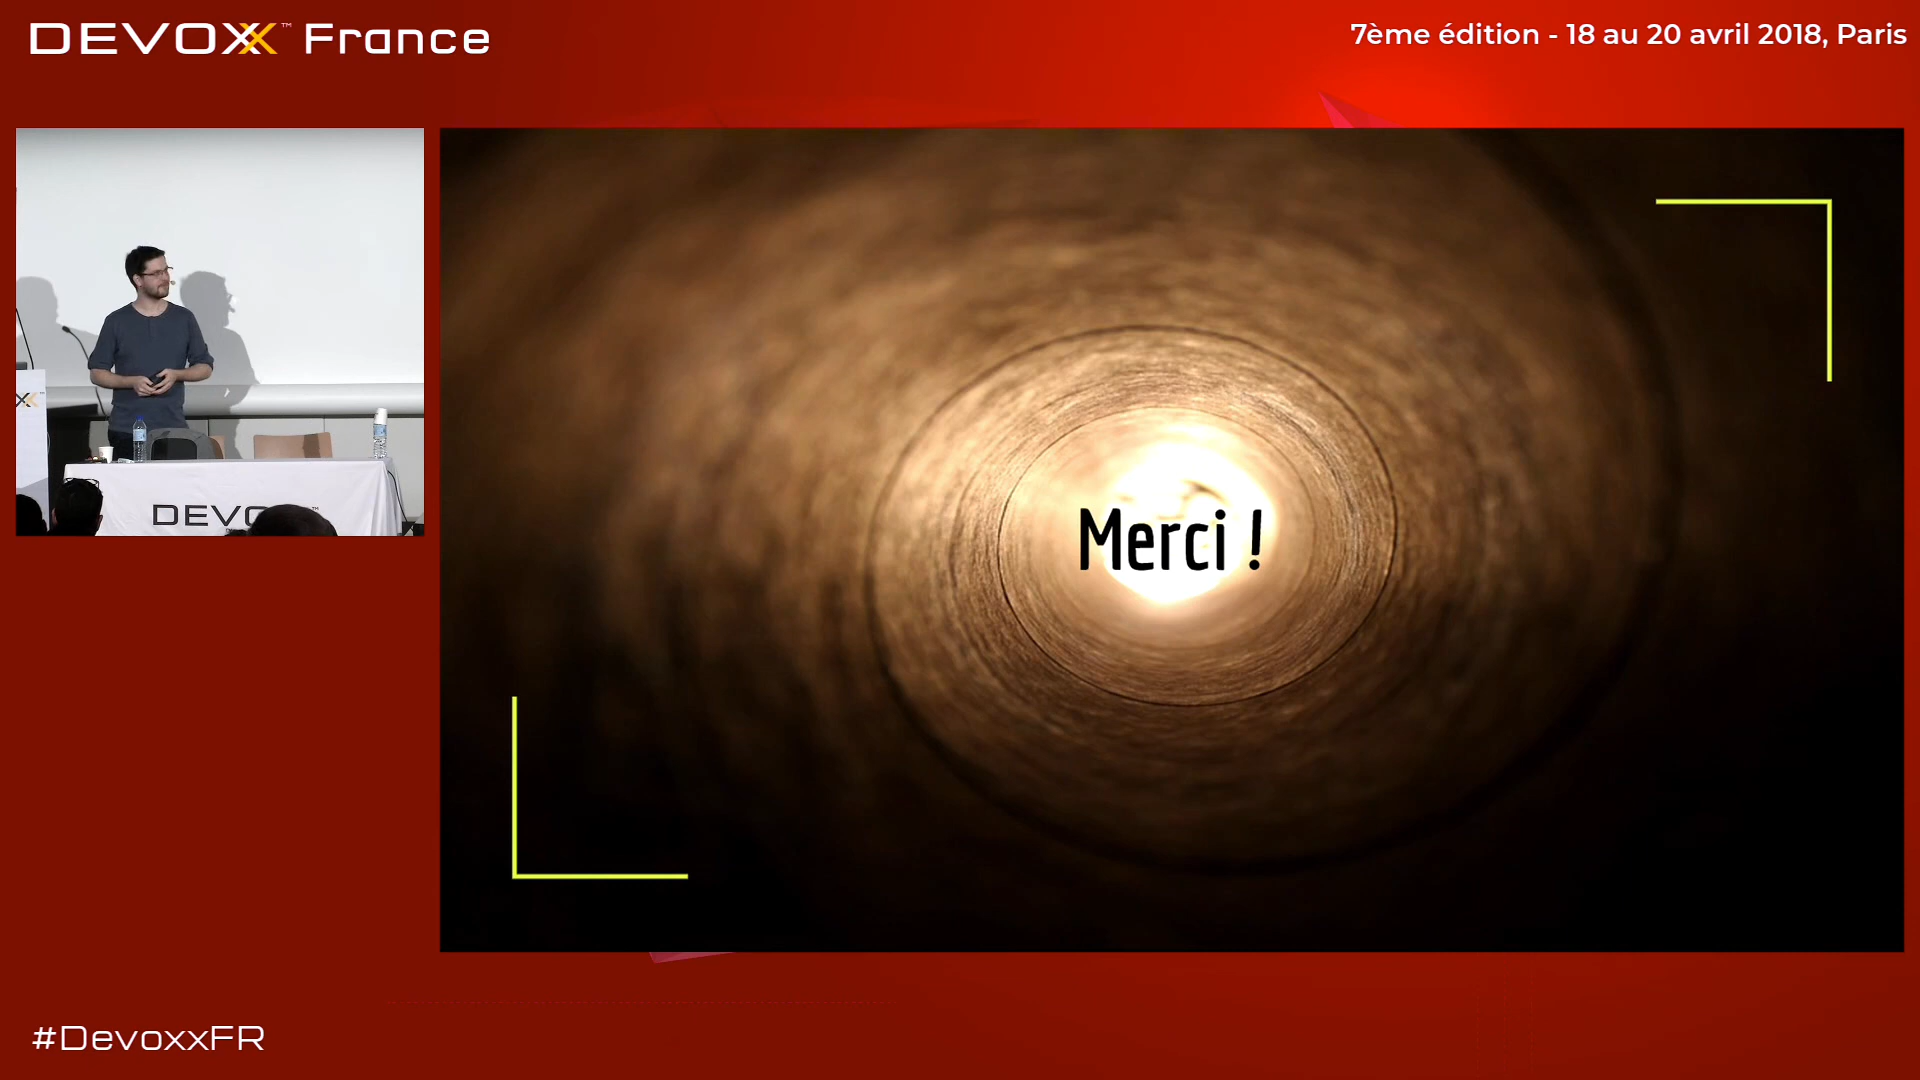 DEVOXX™ France
7ème édition - 18 au 20 avril 2018, Paris
Merci !
#DevoxxFR